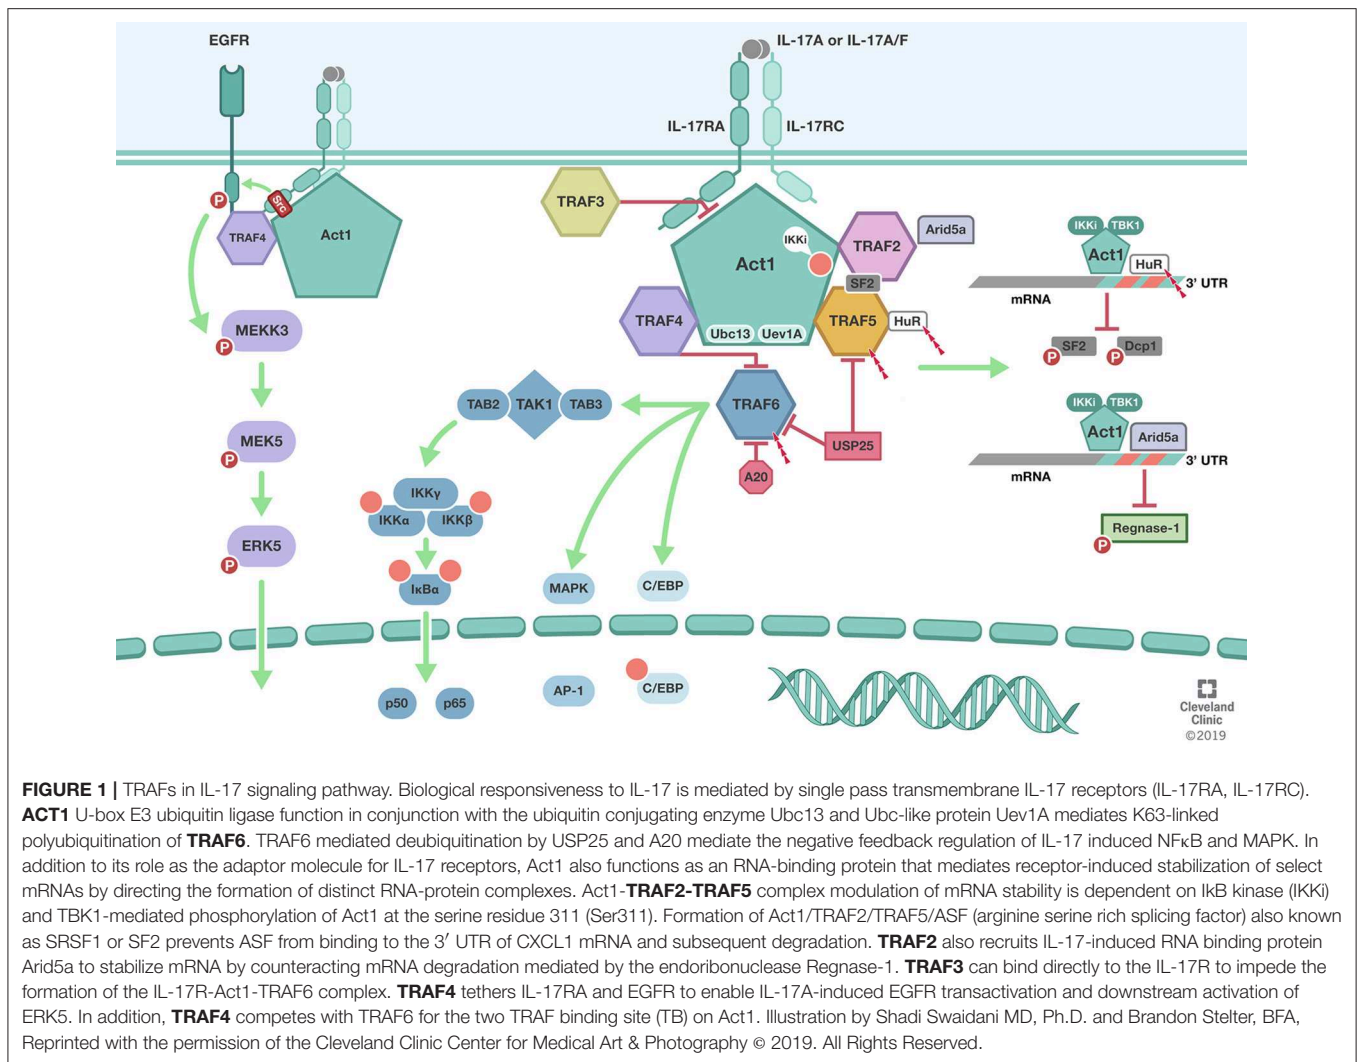 EGFR
IL-17A or IL-17A/F
IL-17RA
IL-17RC
P
Src
TRAF4
Act1
TRAF3
IKKi
Act1
TRAF2
Arid5a
SF2
TRAF4
Ubc13
Uev1A
TRAF5
HuR
IKKi
TBK1
Act1
HuR
3' UTR
mRNA
SF2
P
Dcp1
P
MEKK3
P
TAB2
TAK1
TAB3
TRAF6
USP25
A20
IKKi
TBK1
Act1
Arid5a
3' UTR
mRNA
Regnase-1
P
MEK5
P
IKKγ
IKKα
IKKβ
ERK5
P
IκBα
MAPK
C/EBP
p50
p65
AP-1
C/EBP
Cleveland
Clinic
©2019
FIGURE 1 | TRAFs in IL-17 signaling pathway. Biological responsiveness to IL-17 is mediated by single pass transmembrane IL-17 receptors (IL-17RA, IL-17RC).
ACT1 U-box E3 ubiquitin ligase function in conjunction with the ubiquitin conjugating enzyme Ubc13 and Ubc-like protein Uev1A mediates K63-linked
polyubiquitination of TRAF6. TRAF6 mediated deubiquitination by USP25 and A20 mediate the negative feedback regulation of IL-17 induced NFκB and MAPK. In
addition to its role as the adaptor molecule for IL-17 receptors, Act1 also functions as an RNA-binding protein that mediates receptor-induced stabilization of select
mRNAs by directing the formation of distinct RNA-protein complexes. Act1-TRAF2-TRAF5 complex modulation of mRNA stability is dependent on IkB kinase (IKKi)
and TBK1-mediated phosphorylation of Act1 at the serine residue 311 (Ser311). Formation of Act1/TRAF2/TRAF5/ASF (arginine serine rich splicing factor) also known
as SRSF1 or SF2 prevents ASF from binding to the 3′ UTR of CXCL1 mRNA and subsequent degradation. TRAF2 also recruits IL-17-induced RNA binding protein
Arid5a to stabilize mRNA by counteracting mRNA degradation mediated by the endoribonuclease Regnase-1. TRAF3 can bind directly to the IL-17R to impede the
formation of the IL-17R-Act1-TRAF6 complex. TRAF4 tethers IL-17RA and EGFR to enable IL-17A-induced EGFR transactivation and downstream activation of
ERK5. In addition, TRAF4 competes with TRAF6 for the two TRAF binding site (TB) on Act1. Illustration by Shadi Swaidani MD, Ph.D. and Brandon Stelter, BFA,
Reprinted with the permission of the Cleveland Clinic Center for Medical Art & Photography © 2019. All Rights Reserved.